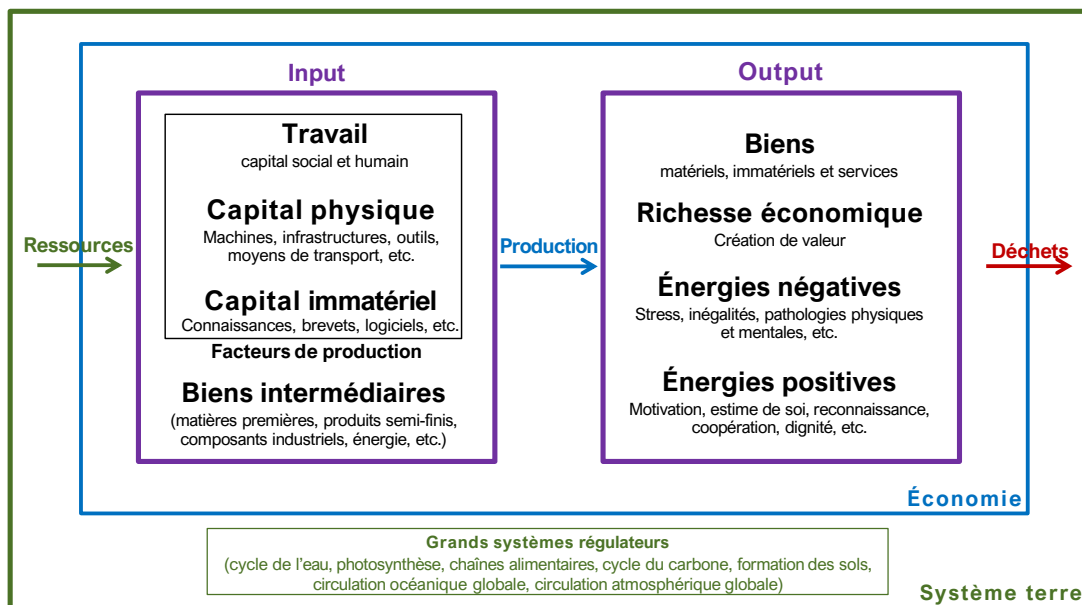 Input
Output
Travail
capital social et humain
Capital physique
Machines, infrastructures, outils,
moyens de transport, etc.
Capital immatériel
Connaissances, brevets, logiciels, etc.
Facteurs de production
Biens intermédiaires
(matières premières, produits semi-finis,
composants industriels, énergie, etc.)
Ressources
Production
Biens
matériels, immatériels et services
Richesse économique
Création de valeur
Énergies négatives
Stress, inégalités, pathologies physiques
et mentales, etc.
Énergies positives
Motivation, estime de soi, reconnaissance,
coopération, dignité, etc.
Déchets
Économie
Grands systèmes régulateurs
(cycle de l’eau, photosynthèse, chaînes alimentaires, cycle du carbone, formation des sols,
circulation océanique globale, circulation atmosphérique globale)
Système terre